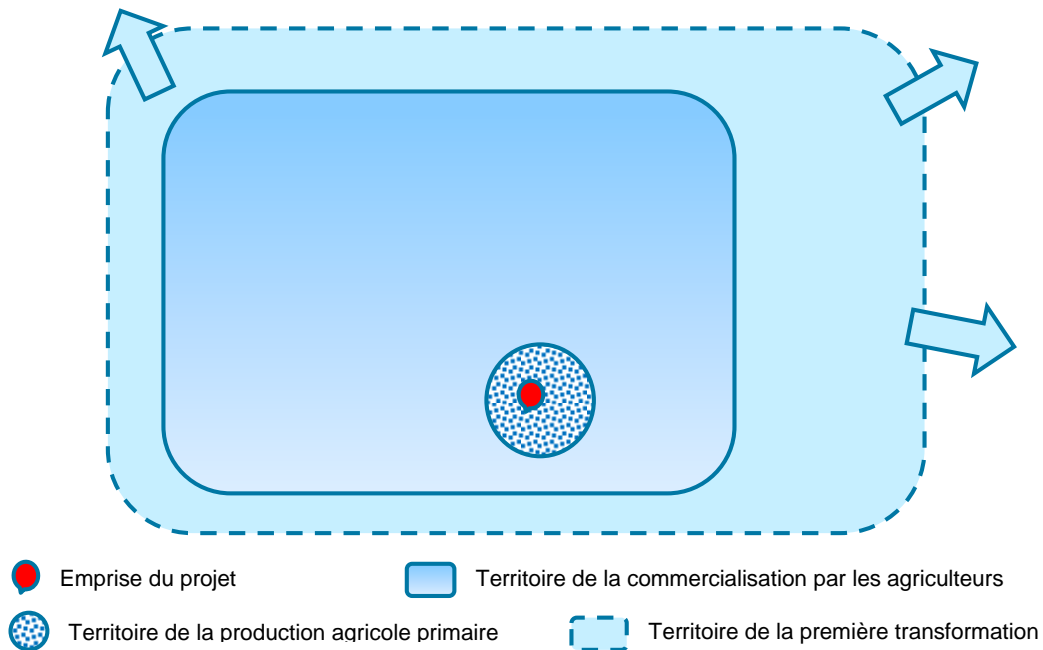 Emprise du projet
Territoire de la commercialisation par les agriculteurs
Territoire de la production agricole primaire
Territoire de la première transformation